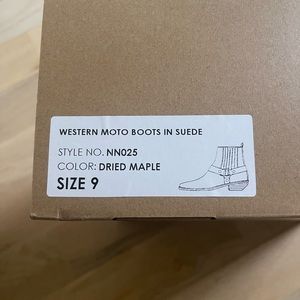 WESTERN MOTO BOOTS IN SUEDE
STYLE NO. NN025
COLOR: DRIED MAPLE
SIZE 9